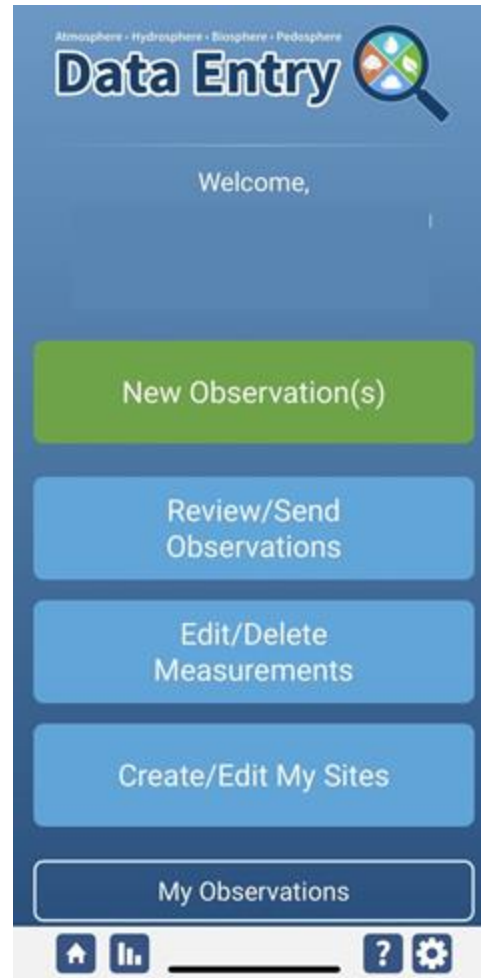 Atmosphere · Hydrosphere · Biosphere · Pedosphere
Data Entry
Welcome,
New Observation(s)
Review/Send
Observations
Edit/Delete
Measurements
Create/Edit My Sites
My Observations
?